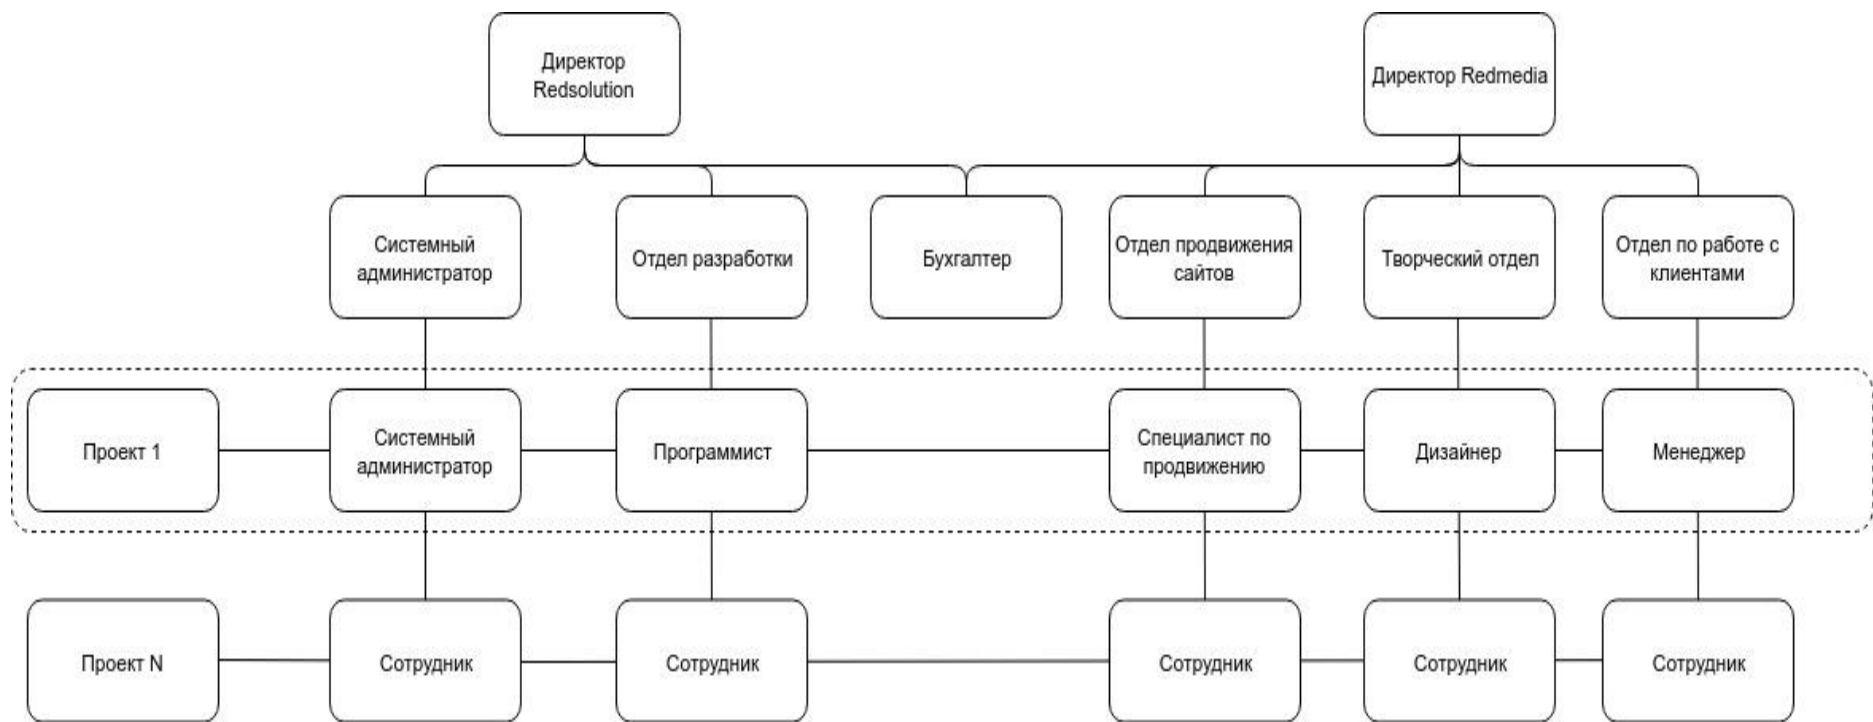 Директор
Redsolution
Директор Redmedia
Системный
администратор
Отдел разработки
Бухгалтер
Отдел продвижения
сайтов
Творческий отдел
Отдел по работе с
клиентами
Проект 1
Системный
администратор
Программист
Специалист по
продвижению
Дизайнер
Менеджер
Проект N
Сотрудник
Сотрудник
Сотрудник
Сотрудник
Сотрудник